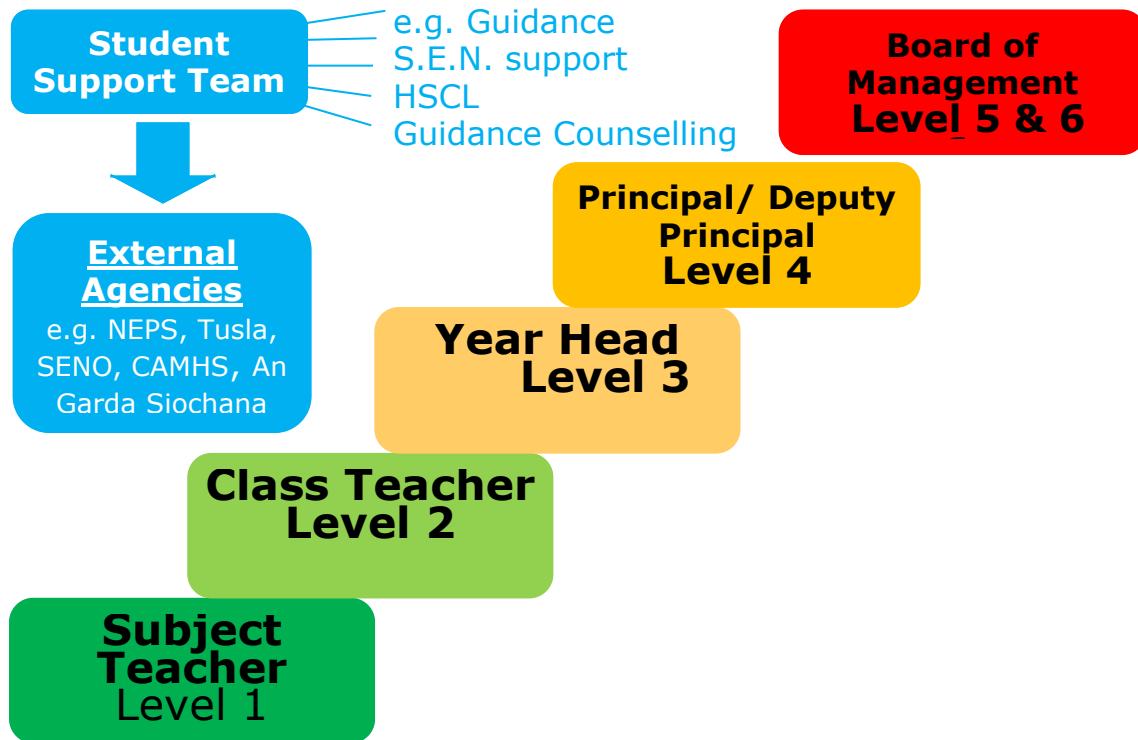 Student
Support Team
e.g. Guidance
S.E.N. support
HSCL
Guidance Counselling
Board of
Management
Level 5 & 6
Principal/ Deputy
Principal
Level 4
External
Agencies
e.g. NEPS, Tusla,
SENO, CAMHS, An
Garda Siochana
Year Head
Level 3
Class Teacher
Level 2
Subject
Teacher
Level 1